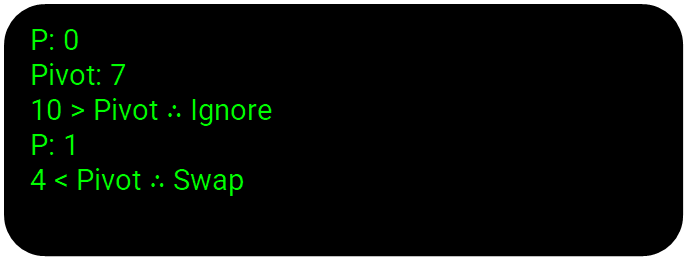 P: 0
Pivot: 7
10 > Pivot ∴ Ignore
P: 1
4 < Pivot ∴ Swap